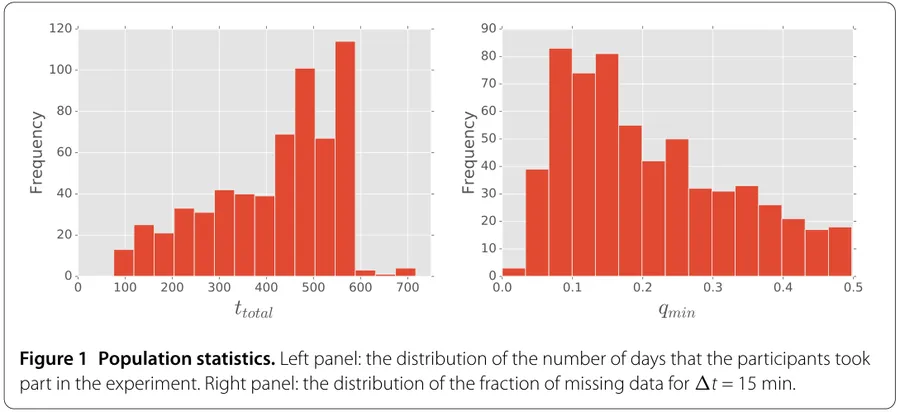 120
100
80
60
40
20
0
Frequency
0 100 200 300 400 500 600 700
t_total
90
80
70
60
50
40
30
20
10
0
Frequency
0.0 0.1 0.2 0.3 0.4 0.5
q_min
Figure 1 Population statistics. Left panel: the distribution of the number of days that the participants took
part in the experiment. Right panel: the distribution of the fraction of missing data for Δt = 15 min.